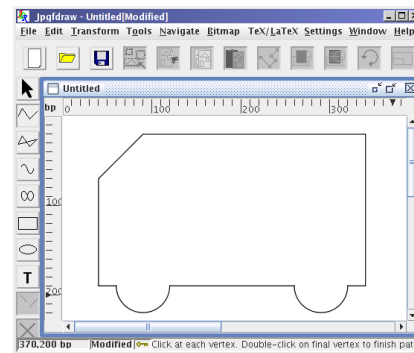 Jpgfdraw - Untitled[Modified]
File Edit Transform Tools Navigate Bitmap TeX/LaTeX Settings Window Help
Untitled
bp 0 100 200 300
100
200
T
370,200 bp Modified Click at each vertex. Double-click on final vertex to finish pat